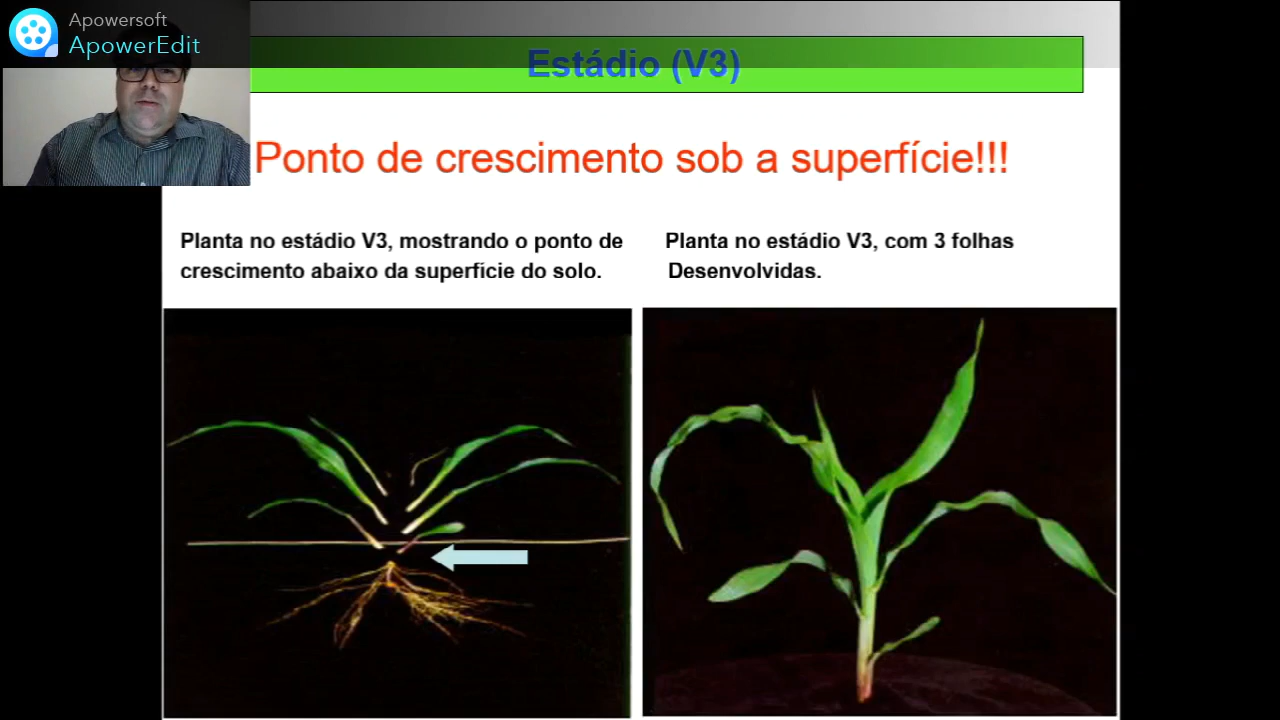 Apowersoft
ApowerEdit
Estádio (V3)
Ponto de crescimento sob a superfície!!!
Planta no estádio V3, mostrando o ponto de
crescimento abaixo da superfície do solo.
Planta no estádio V3, com 3 folhas
Desenvolvidas.